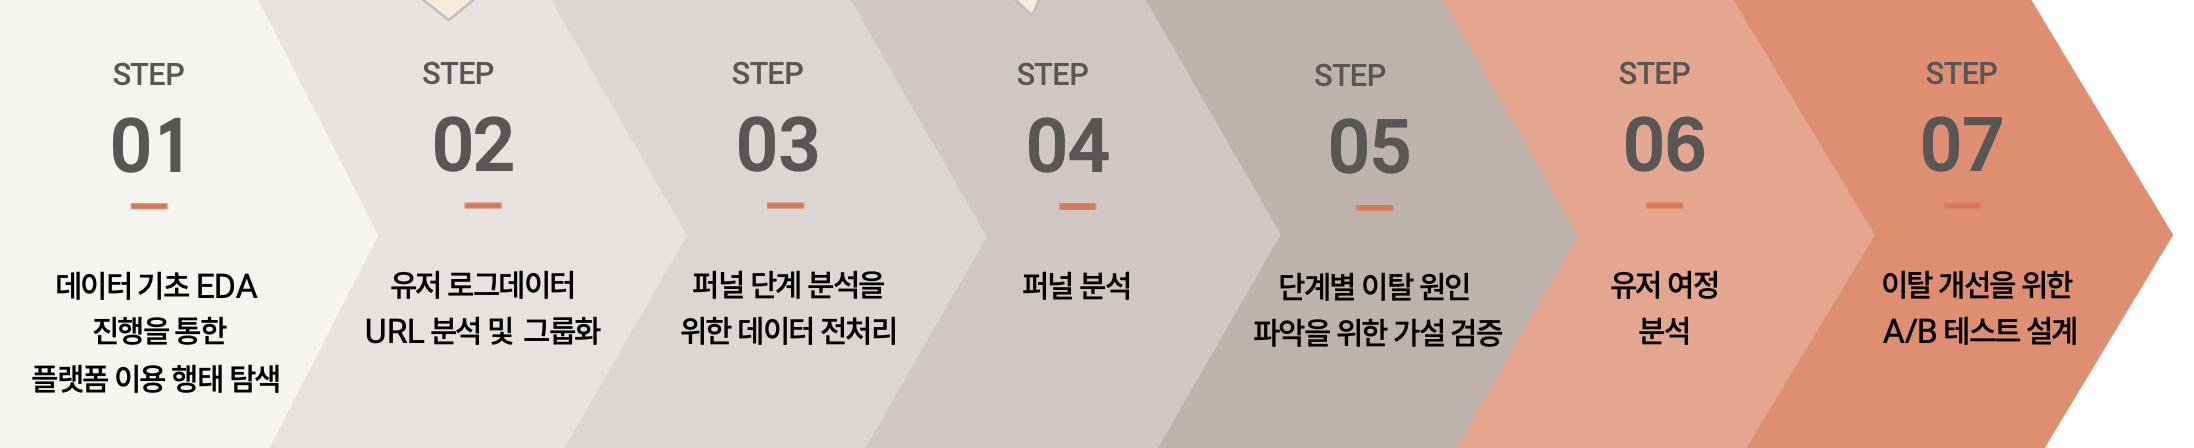 STEP
01
데이터 기초 EDA
진행을 통한
플랫폼 이용 행태 탐색
STEP
02
유저 로그데이터
URL 분석 및 그룹화
STEP
03
퍼널 단계 분석을
위한 데이터 전처리
STEP
04
퍼널 분석
STEP
05
단계별 이탈 원인
파악을 위한 가설 검증
STEP
06
유저 여정
분석
STEP
07
이탈 개선을 위한
A/B 테스트 설계